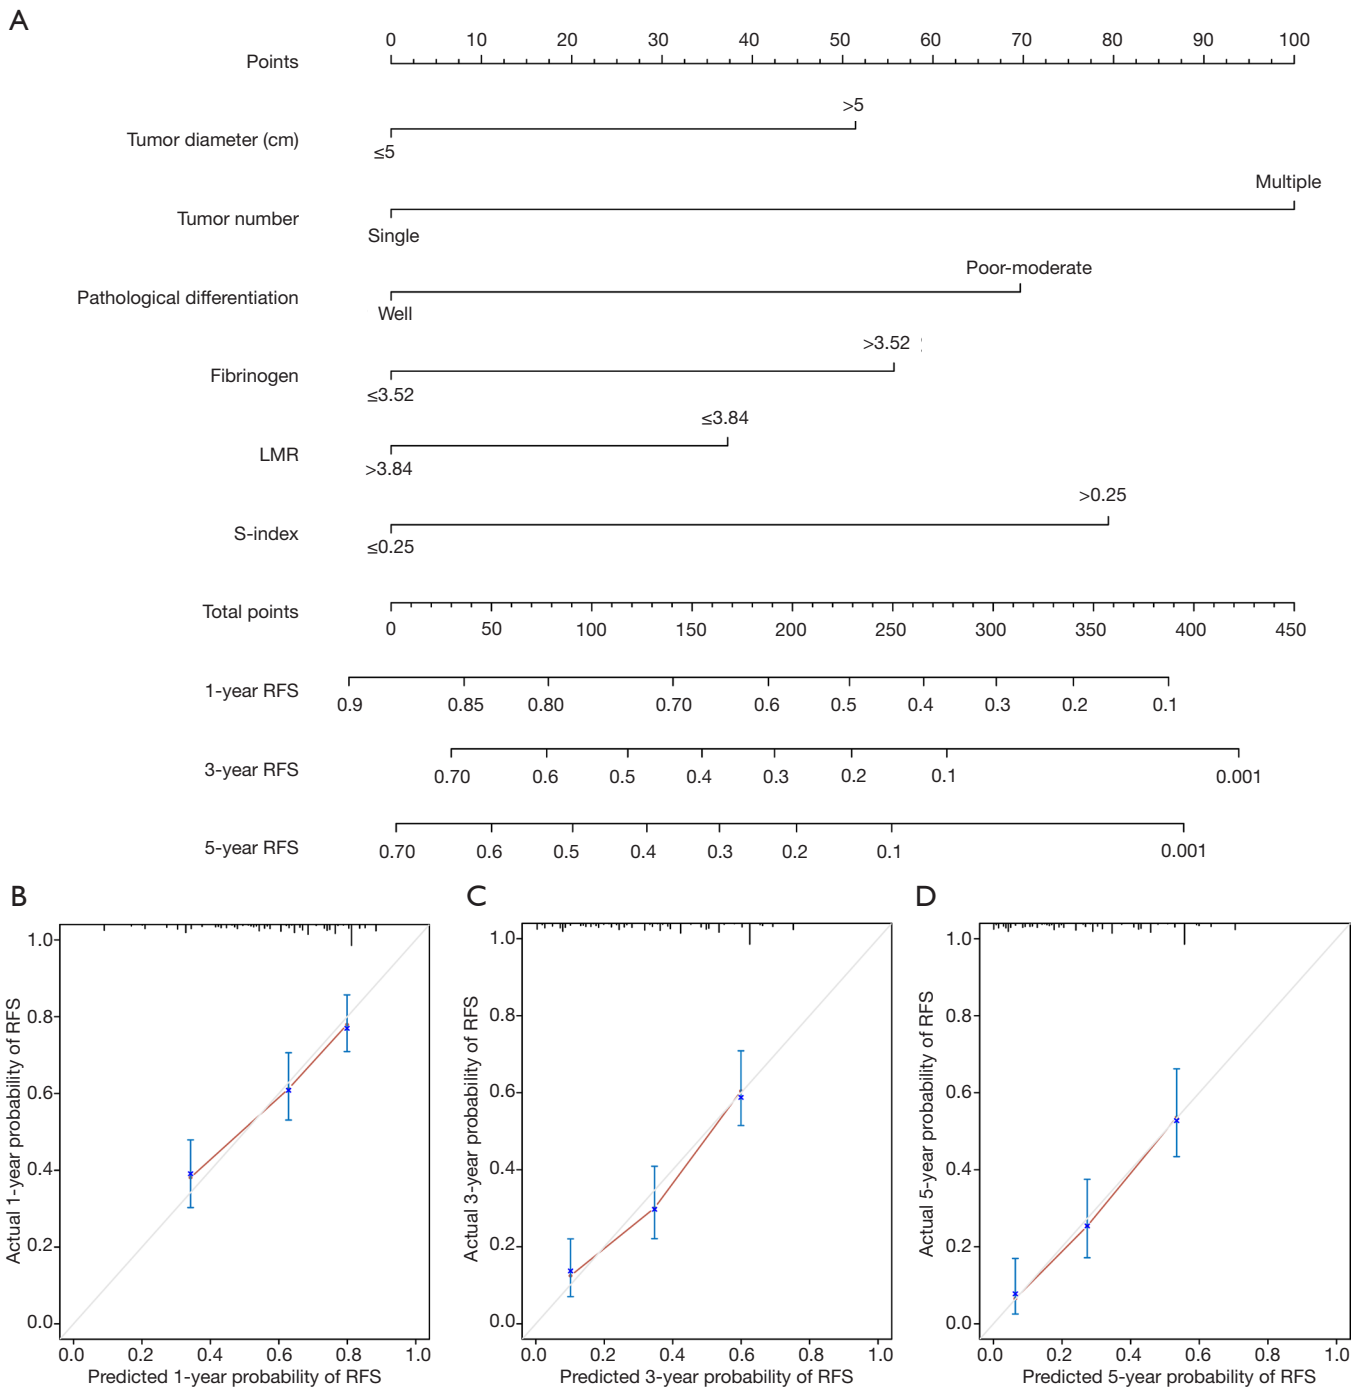 A
Points
0 10 20 30 40 50 60 70 80 90 100
Tumor diameter (cm)
>5
≤5
Tumor number
Multiple
Single
Pathological differentiation
Poor-moderate
Well
Fibrinogen
>3.52
≤3.52
LMR
≤3.84
>3.84
S-index
>0.25
≤0.25
Total points
0 50 100 150 200 250 300 350 400 450
1-year RFS
0.9 0.85 0.80 0.70 0.6 0.5 0.4 0.3 0.2 0.1
3-year RFS
0.70 0.6 0.5 0.4 0.3 0.2 0.1 0.001
5-year RFS
0.70 0.6 0.5 0.4 0.3 0.2 0.1 0.001
B
Actual 1-year probability of RFS
1.0
0.8
0.6
0.4
0.2
0.0
0.0 0.2 0.4 0.6 0.8 1.0
Predicted 1-year probability of RFS
C
Actual 3-year probability of RFS
1.0
0.8
0.6
0.4
0.2
0.0
0.0 0.2 0.4 0.6 0.8 1.0
Predicted 3-year probability of RFS
D
Actual 5-year probability of RFS
1.0
0.8
0.6
0.4
0.2
0.0
0.0 0.2 0.4 0.6 0.8 1.0
Predicted 5-year probability of RFS